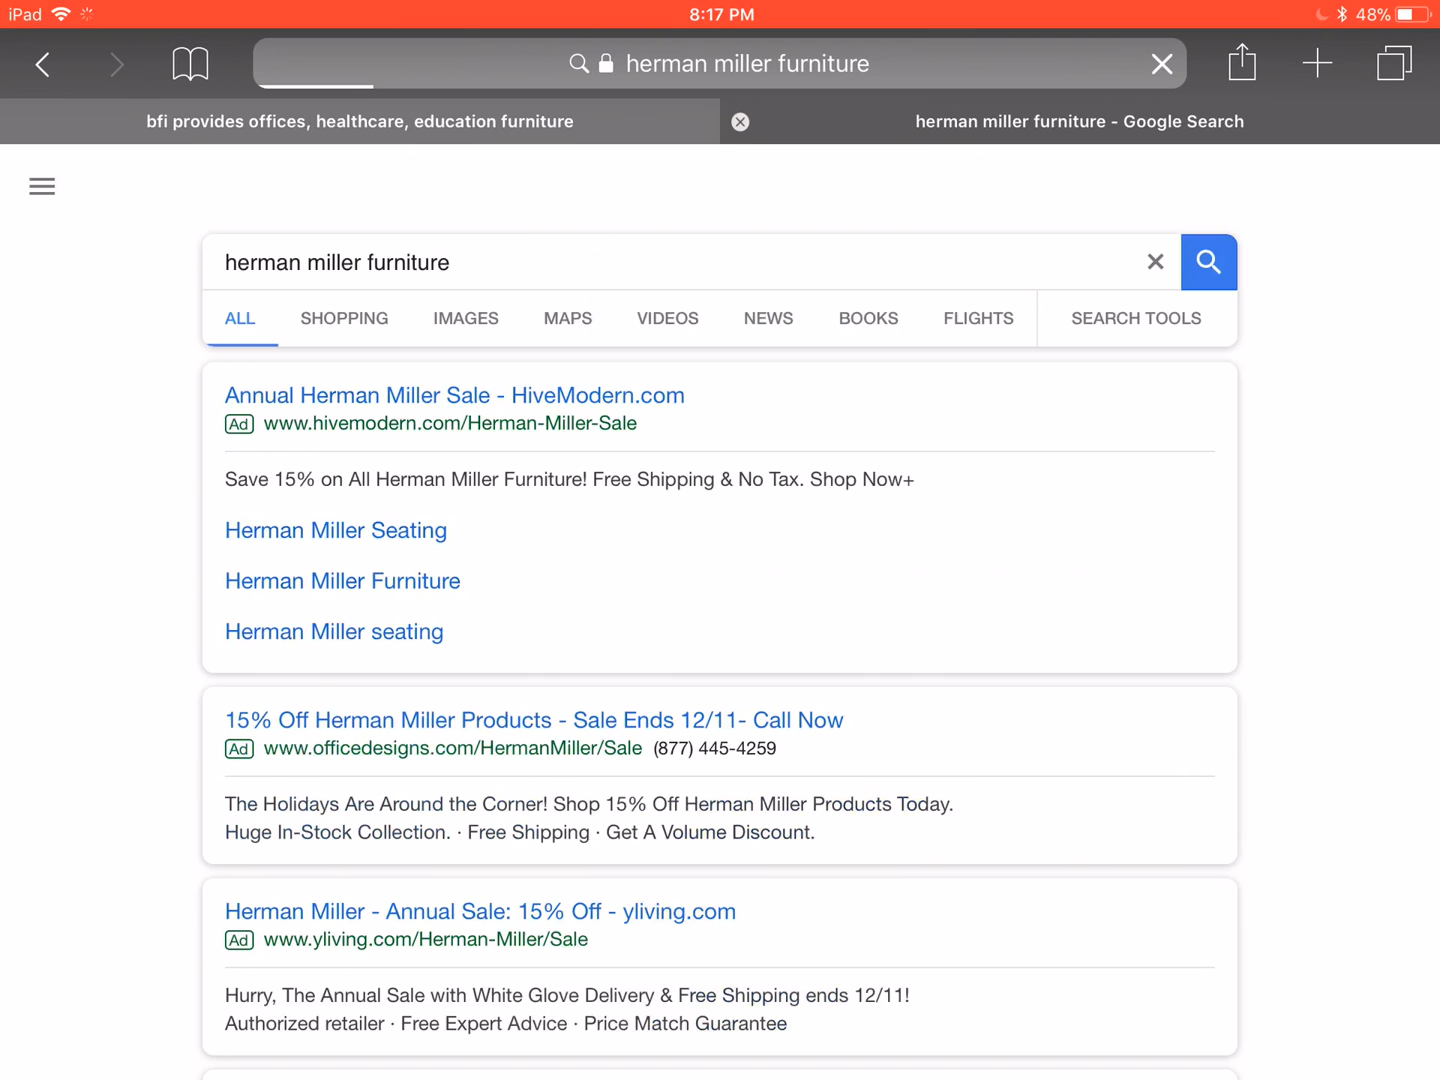 iPad
8:17 PM
48%
herman miller furniture
bfi provides offices, healthcare, education furniture
herman miller furniture - Google Search
herman miller furniture
ALL SHOPPING IMAGES MAPS VIDEOS NEWS BOOKS FLIGHTS SEARCH TOOLS
Annual Herman Miller Sale - HiveModern.com
Ad www.hivemodern.com/Herman-Miller-Sale
Save 15% on All Herman Miller Furniture! Free Shipping & No Tax. Shop Now+
Herman Miller Seating
Herman Miller Furniture
Herman Miller seating
15% Off Herman Miller Products - Sale Ends 12/11- Call Now
Ad www.officedesigns.com/HermanMiller/Sale (877) 445-4259
The Holidays Are Around the Corner! Shop 15% Off Herman Miller Products Today.
Huge In-Stock Collection. · Free Shipping · Get A Volume Discount.
Herman Miller - Annual Sale: 15% Off - yliving.com
Ad www.yliving.com/Herman-Miller/Sale
Hurry, The Annual Sale with White Glove Delivery & Free Shipping ends 12/11!
Authorized retailer · Free Expert Advice · Price Match Guarantee